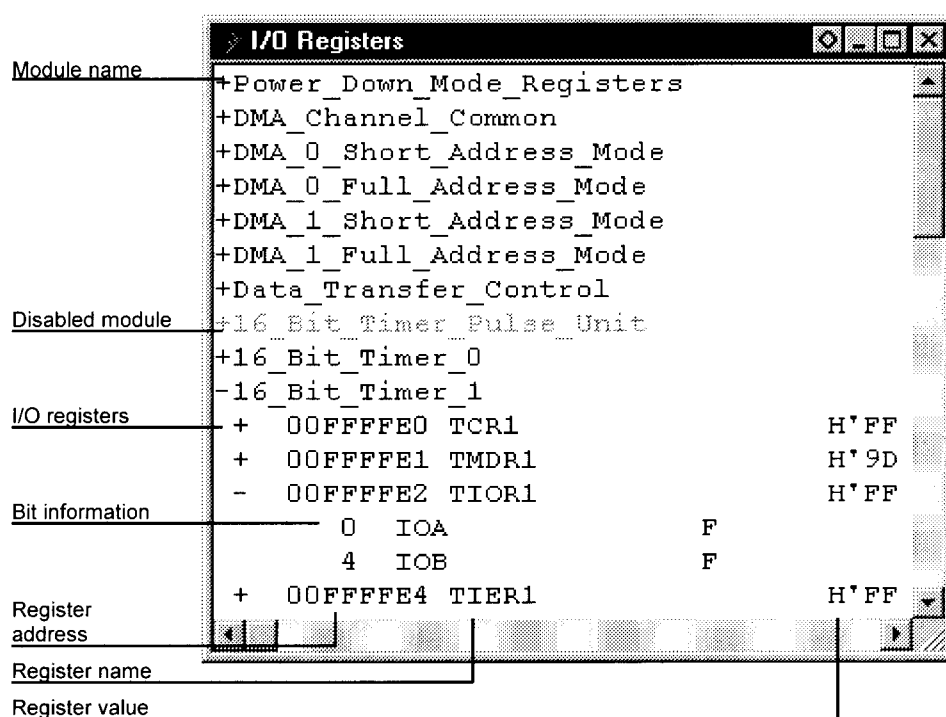 I/O Registers
Module name
+Power_Down_Mode_Registers
+DMA_Channel_Common
+DMA_0_Short_Address_Mode
+DMA_0_Full_Address_Mode
+DMA_1_Short_Address_Mode
+DMA_1_Full_Address_Mode
+Data_Transfer_Control
Disabled module
+16_Bit_Timer_Pulse_Unit
+16_Bit_Timer_0
-16_Bit_Timer_1
I/O registers
+ 00FFFFE0 TCR1 H'FF
+ 00FFFFE1 TMDR1 H'9D
- 00FFFFE2 TIOR1 H'FF
Bit information
0 IOA F
4 IOB F
+ 00FFFFE4 TIER1 H'FF
Register
address
Register name
Register value